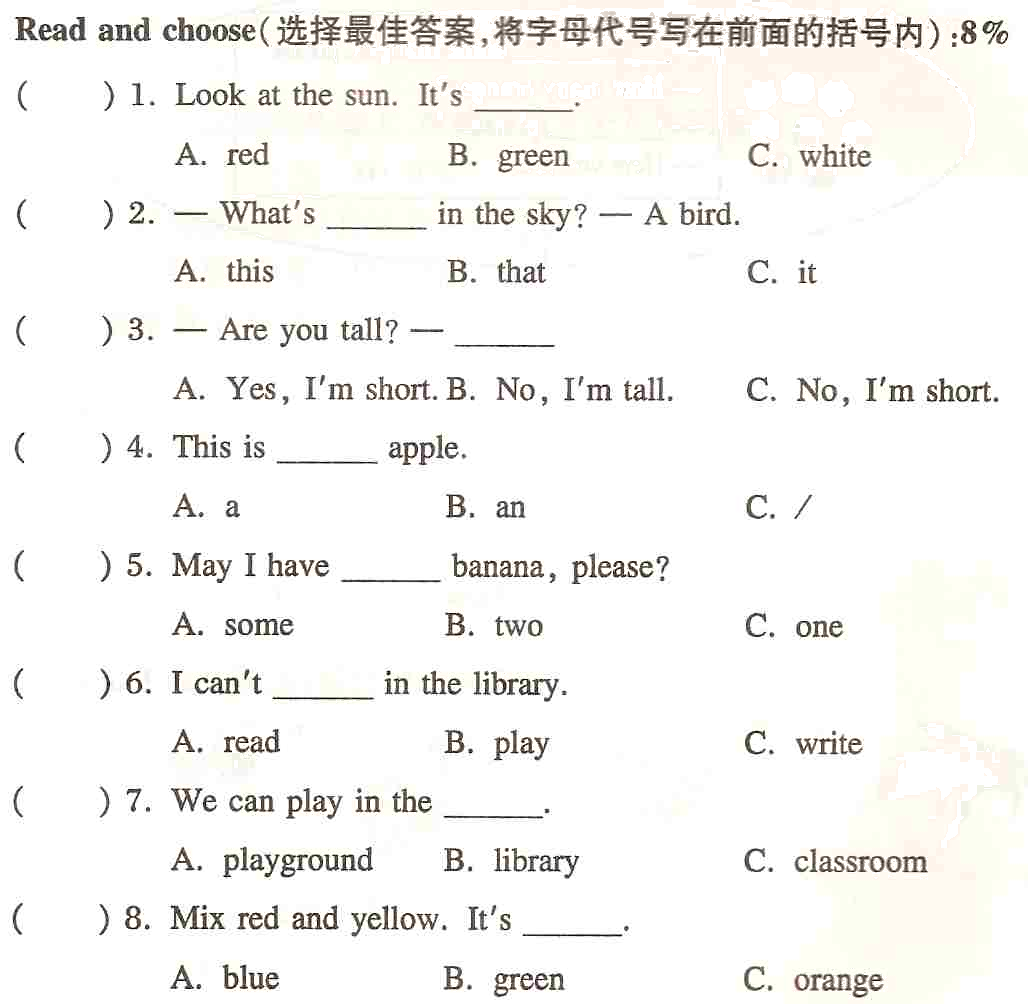 Read and choose(选择最佳答案,将字母代号写在前面的括号内):8%
(    ) 1. Look at the sun. It's ______.
A. red B. green C. white
(    ) 2. — What's ______ in the sky? — A bird.
A. this B. that C. it
(    ) 3. — Are you tall? — ______
A. Yes, I'm short. B. No, I'm tall. C. No, I'm short.
(    ) 4. This is ______ apple.
A. a B. an C. /
(    ) 5. May I have ______ banana, please?
A. some B. two C. one
(    ) 6. I can't ______ in the library.
A. read B. play C. write
(    ) 7. We can play in the ______.
A. playground B. library C. classroom
(    ) 8. Mix red and yellow. It's ______.
A. blue B. green C. orange